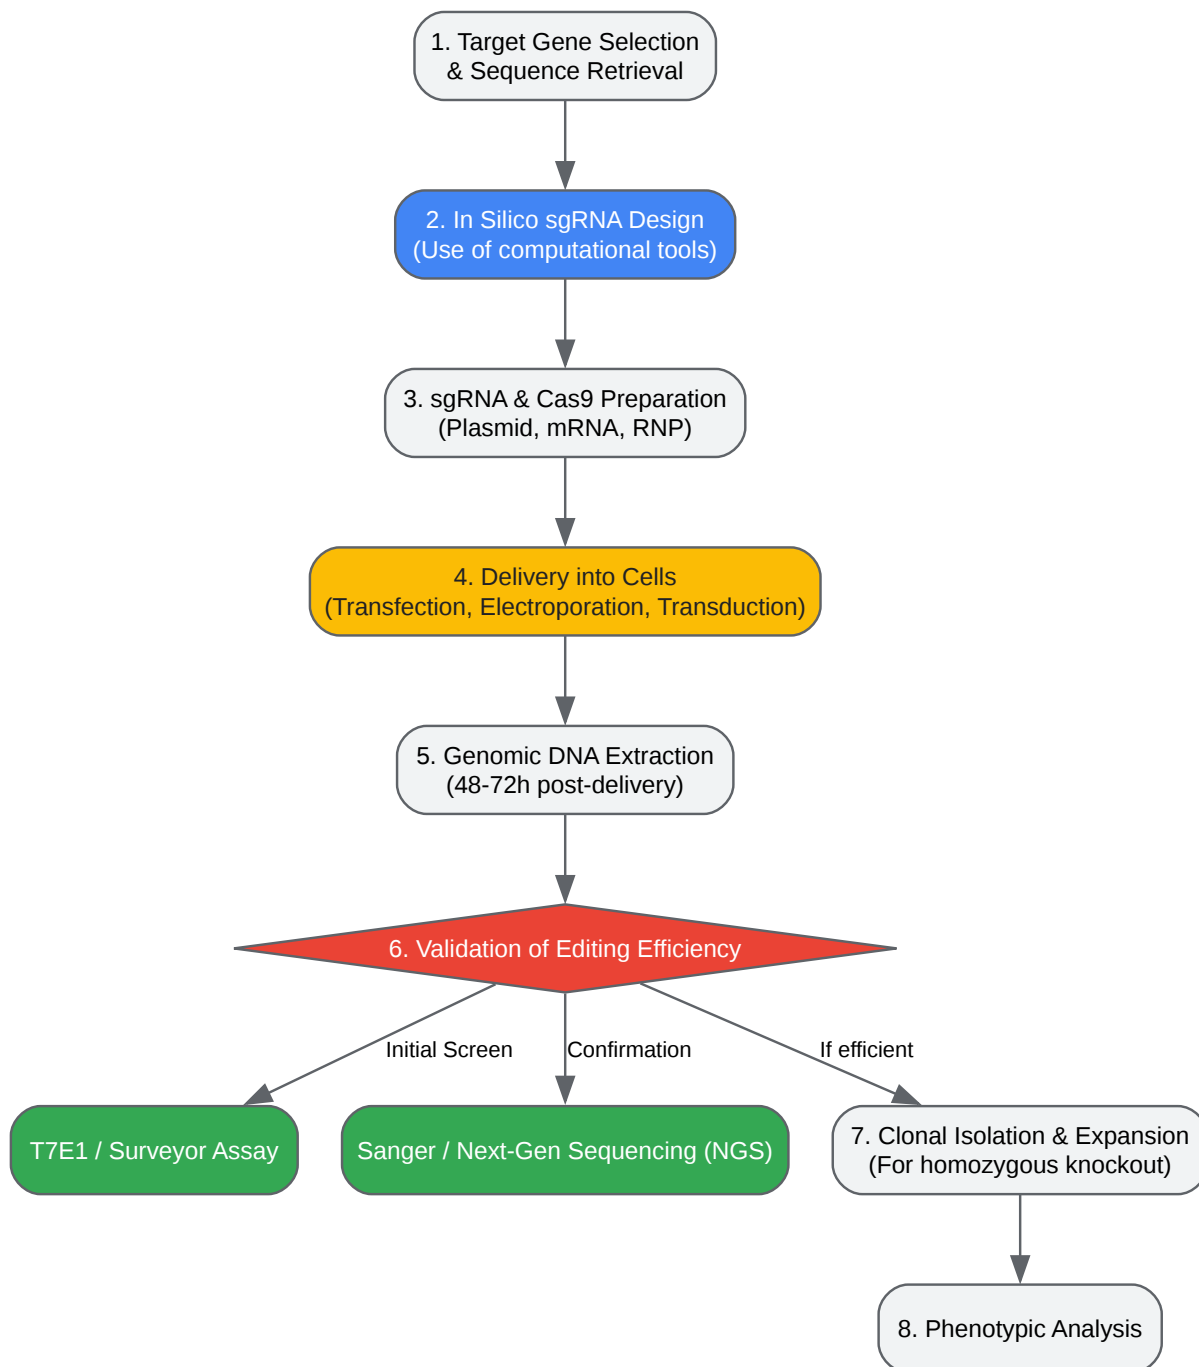 1. Target Gene Selection
& Sequence Retrieval
2. In Silico sgRNA Design
(Use of computational tools)
3. sgRNA & Cas9 Preparation
(Plasmid, mRNA, RNP)
4. Delivery into Cells
(Transfection, Electroporation, Transduction)
5. Genomic DNA Extraction
(48-72h post-delivery)
6. Validation of Editing Efficiency
Initial Screen
Confirmation
If efficient
T7E1 / Surveyor Assay
Sanger / Next-Gen Sequencing (NGS)
7. Clonal Isolation & Expansion
(For homozygous knockout)
8. Phenotypic Analysis